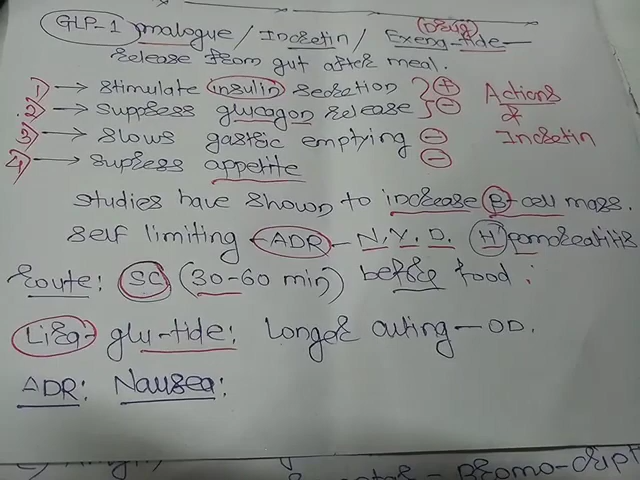 (Drug)
GLP-1 analogue / Incretin / Exena-tide
release from gut after meal.
1) → stimulate insulin secretion } +
2) → suppress glucagon release } −
3) → slows gastric emptying −
4) → supress appetite −
Actions
of
Incretin
studies have shown to increase β-cell mass.
self limiting - ADR - N.V.D. H pancreatitis
Route: SC (30-60 min) before food :
Lira-glu-tide: Longer acting - OD.
ADR: Nausea: